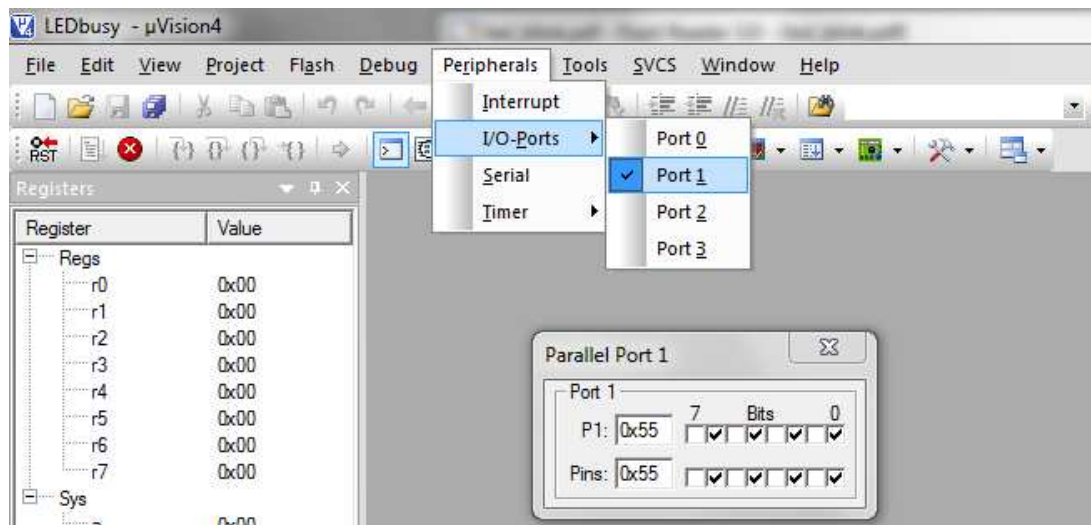 LEDbusy - µVision4
File Edit View Project Flash Debug Peripherals Tools SVCS Window Help
Interrupt
I/O-Ports
Serial
Timer
Port 0
Port 1
Port 2
Port 3
RST
Registers
Register Value
Regs
r0 0x00
r1 0x00
r2 0x00
r3 0x00
r4 0x00
r5 0x00
r6 0x00
r7 0x00
Sys
Parallel Port 1
Port 1
7 Bits 0
P1: 0x55
Pins: 0x55